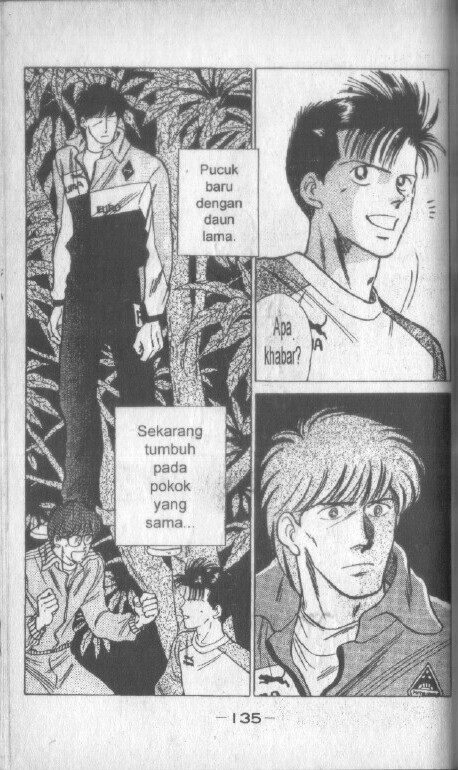 Pucuk
baru
dengan
daun
lama.
Sekarang
tumbuh
pada
pokok
yang
sama...
Apa
khabar?
-135-